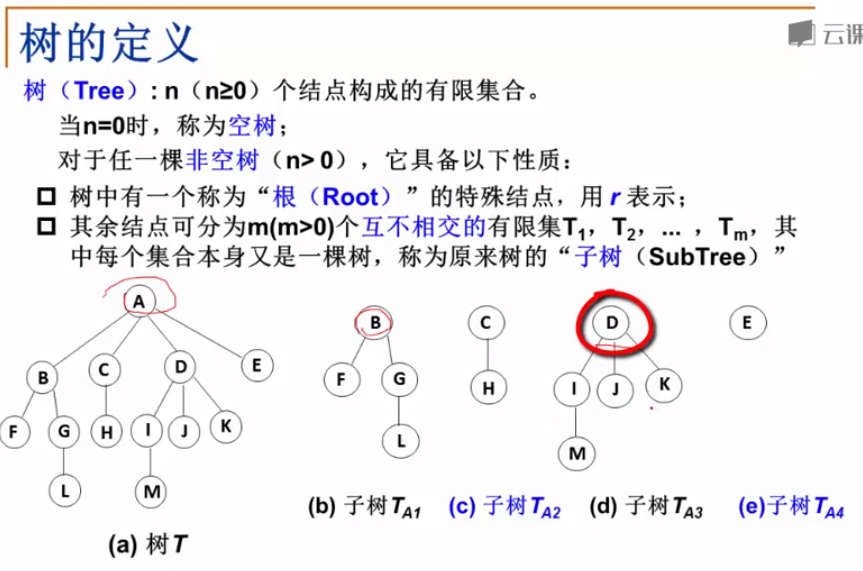 云课
树的定义
树（Tree）: n（n≥0）个结点构成的有限集合。
当n=0时，称为空树；
对于任一棵非空树（n> 0），它具备以下性质：
树中有一个称为“根（Root）”的特殊结点，用 r 表示；
其余结点可分为m(m>0)个互不相交的有限集T1，T2，... ，Tm，其
中每个集合本身又是一棵树，称为原来树的“子树（SubTree）”
A
B C D E
F G H I J K
L M
B
F G
L
C
H
D
I J K
M
E
(a) 树T
(b) 子树TA1
(c) 子树TA2
(d) 子树TA3
(e)子树TA4